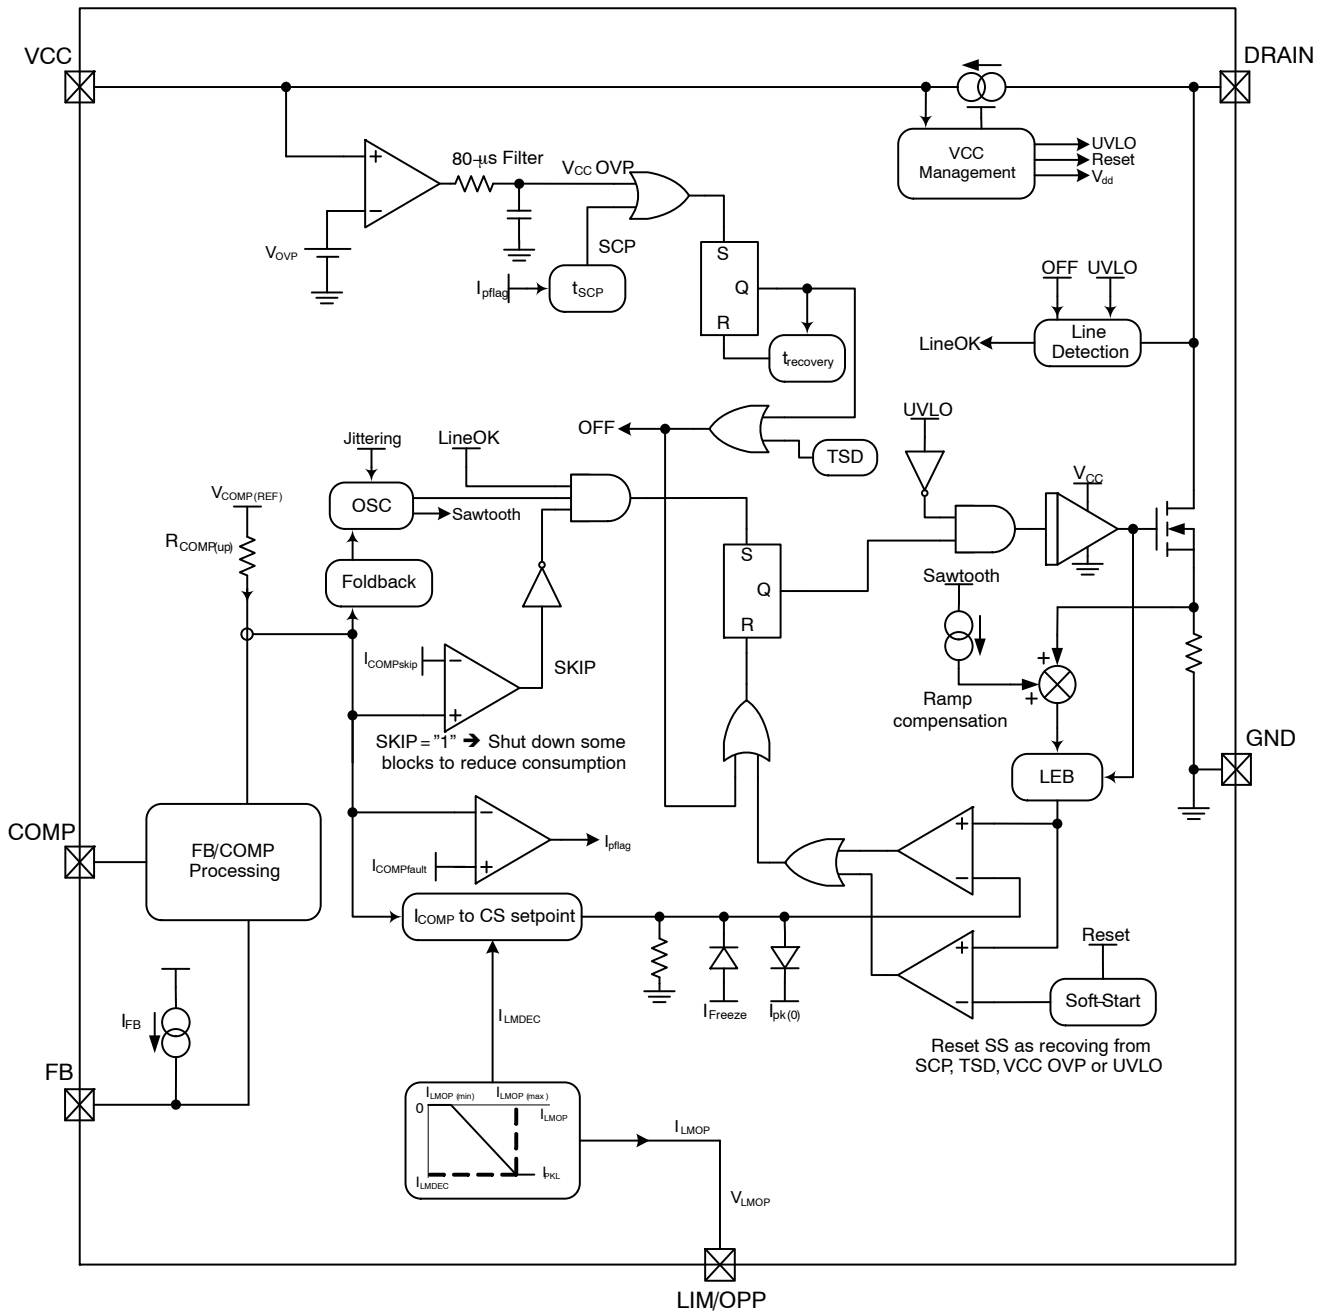 VCC
DRAIN
80-μs Filter
VCC OVP
+
−
VOVP
SCP
Ipflag
tSCP
S
Q
R
trecovery
VCC
Management
UVLO
Reset
Vdd
OFF
UVLO
Line
Detection
LineOK
OFF
TSD
UVLO
VCC
Jittering
LineOK
OSC
Sawtooth
VCOMP(REF)
RCOMP(up)
Foldback
S
Q
R
ICOMPskip
−
+
SKIP
SKIP = ”1” ➔ Shut down some
blocks to reduce consumption
Sawtooth
Ramp
compensation
+
+
LEB
GND
COMP
FB/COMP
Processing
−
+
Ipflag
ICOMPfault
ICOMP to CS setpoint
+
−
IFreeze
Ipk(0)
+
−
Reset
Soft-Start
Reset SS as recoving from
SCP, TSD, VCC OVP or UVLO
IFB
FB
ILMDEC
ILMOP (min)
ILMOP (max)
0
ILMOP
ILMDEC
IPKL
ILMOP
VLMOP
LIM/OPP